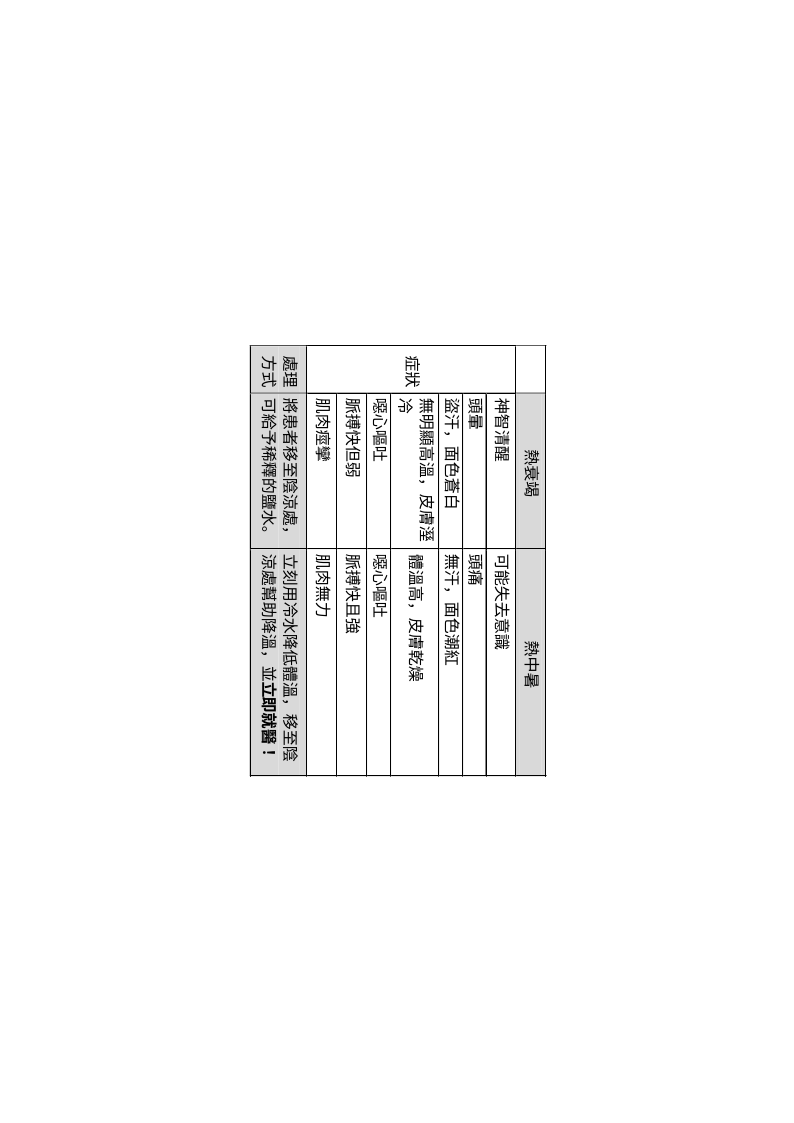 熱衰竭
熱中暑
症狀
神智清醒
可能失去意識
頭暈
頭痛
盜汗，面色蒼白
無汗，面色潮紅
無明顯高溫，皮膚溼
冷
體溫高，皮膚乾燥
噁心嘔吐
噁心嘔吐
脈搏快但弱
脈搏快且強
肌肉痙攣
肌肉無力
處理
方式
將患者移至陰涼處，
可給予稀釋的鹽水。
立刻用冷水降低體溫，移至陰
涼處幫助降溫，並立即就醫！